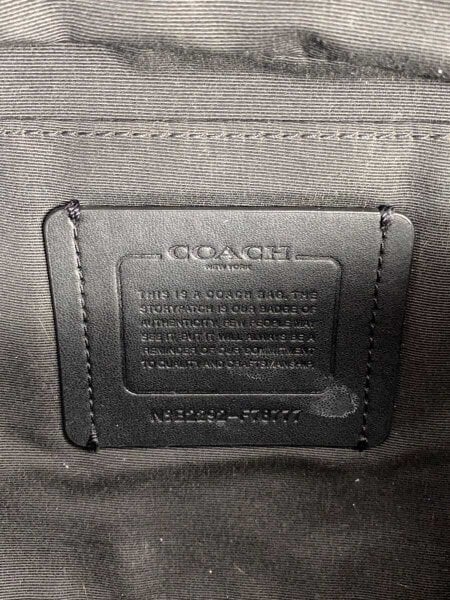 COACH
NEW YORK
THIS IS A COACH BAG. THE
STORYPATCH IS OUR BADGE OF
AUTHENTICITY. FEW PEOPLE MAY
SEE IT, BUT IT WILL ALWAYS BE A
REMINDER OF OUR COMMITMENT
TO QUALITY AND CRAFTSMANSHIP.